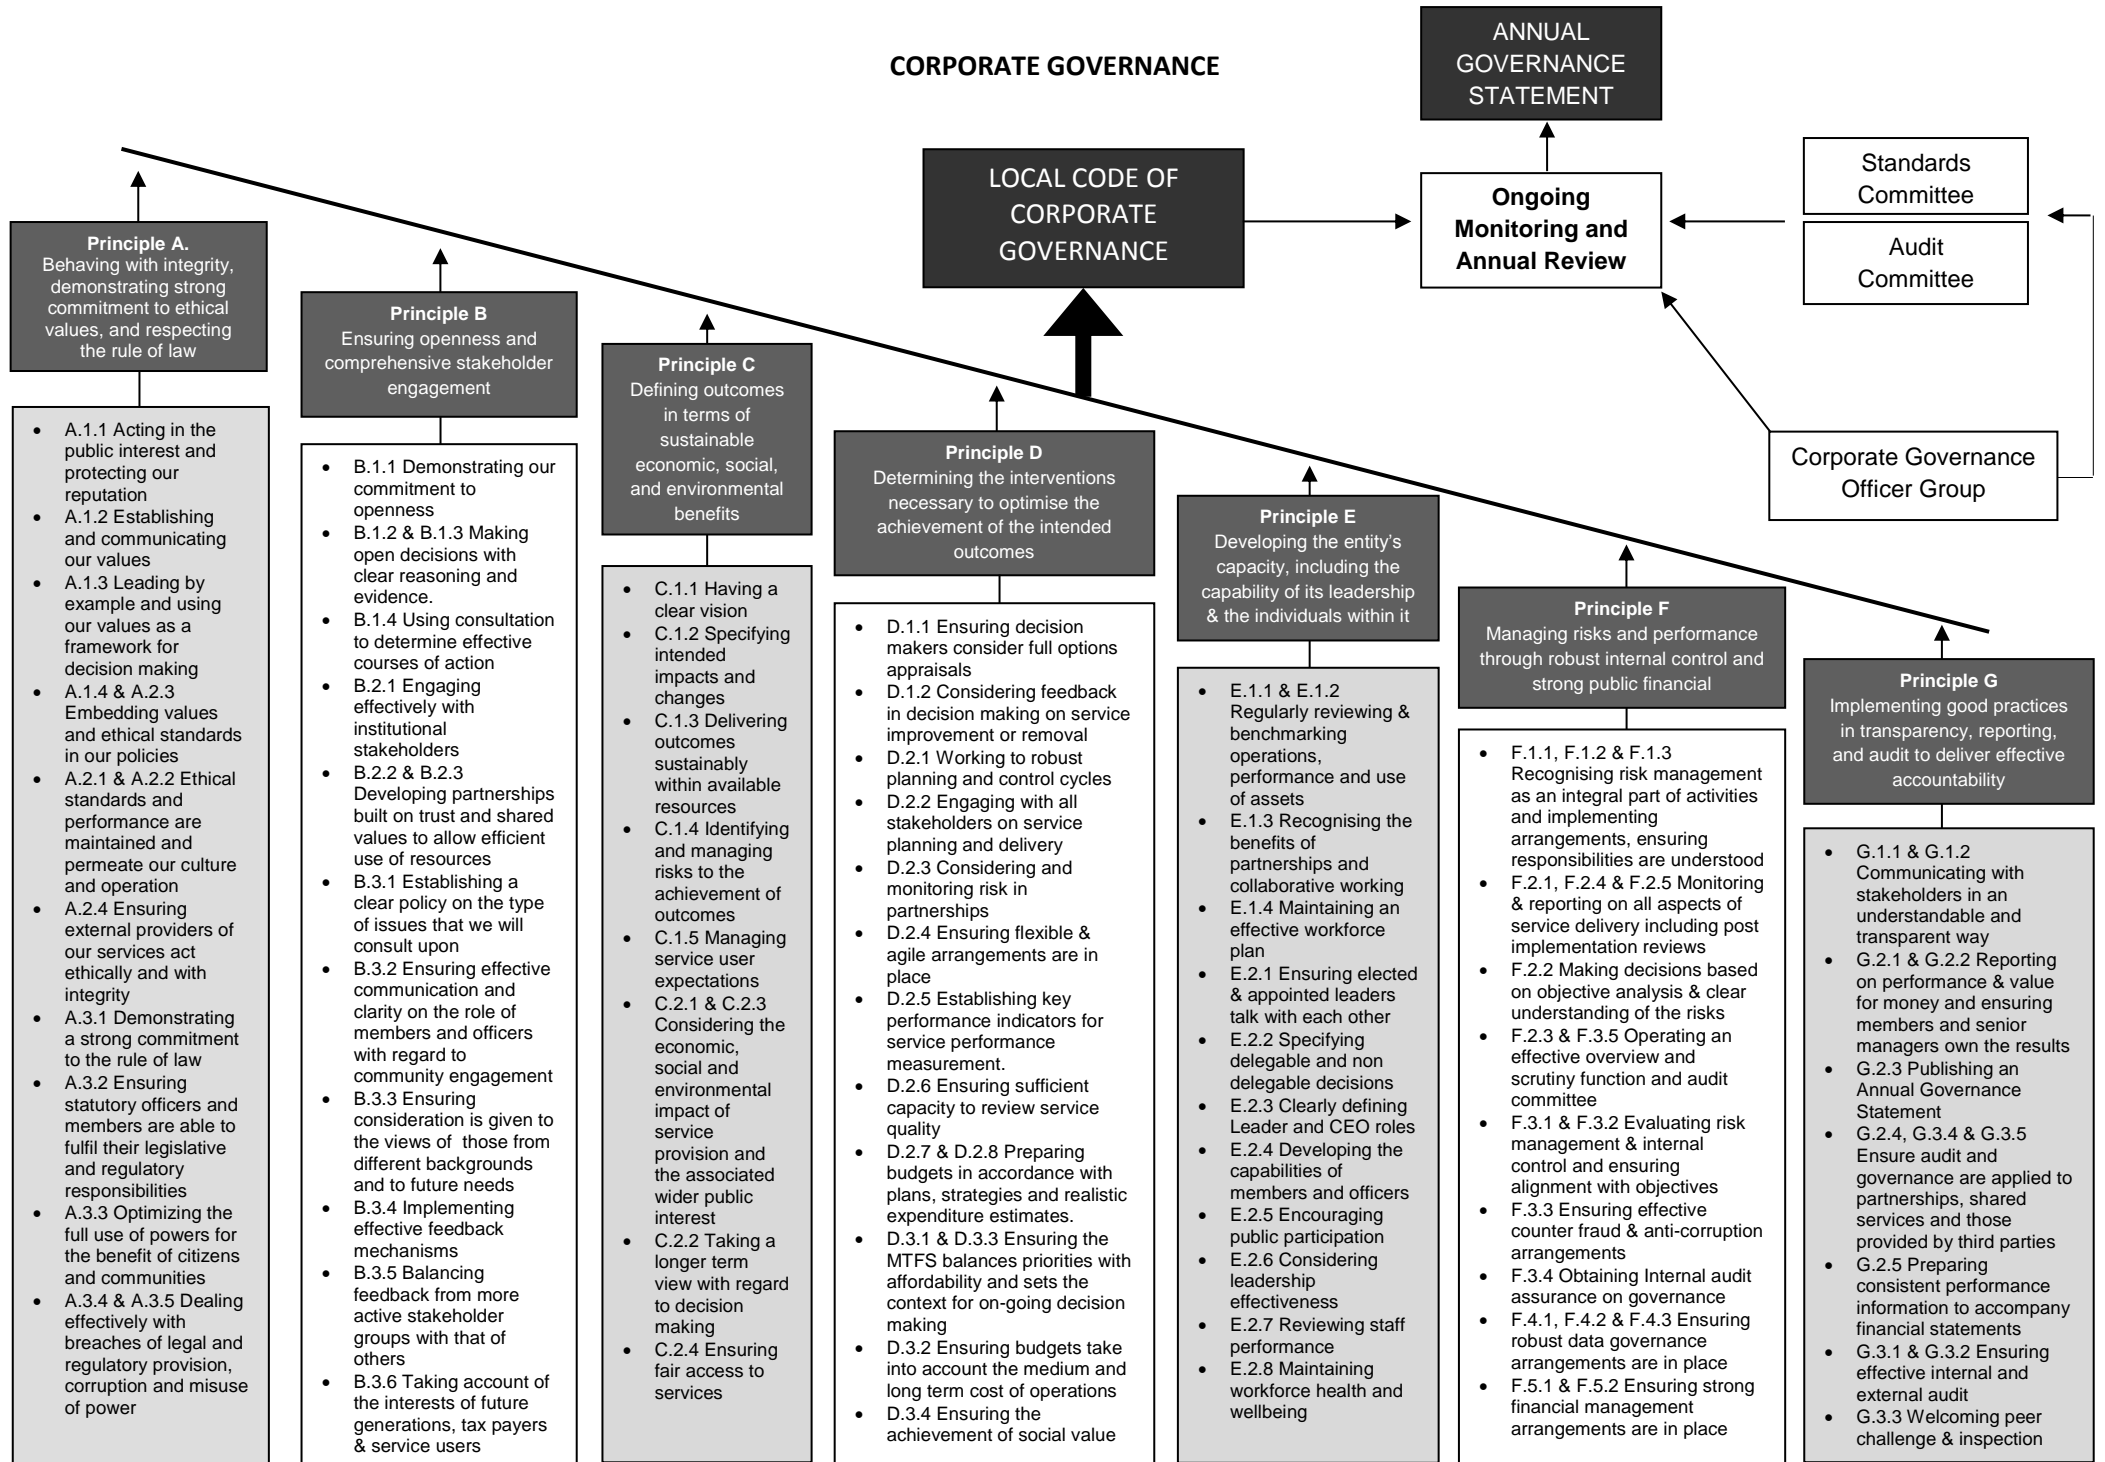 CORPORATE GOVERNANCE
ANNUAL
GOVERNANCE
STATEMENT
LOCAL CODE OF
CORPORATE
GOVERNANCE
Ongoing
Monitoring and
Annual Review
Standards
Committee
Audit
Committee
Corporate Governance
Officer Group
Principle A.
Behaving with integrity,
demonstrating strong
commitment to ethical
values, and respecting
the rule of law
• A.1.1 Acting in the
public interest and
protecting our
reputation
• A.1.2 Establishing
and communicating
our values
• A.1.3 Leading by
example and using
our values as a
framework for
decision making
• A.1.4 & A.2.3
Embedding values
and ethical standards
in our policies
• A.2.1 & A.2.2 Ethical
standards and
performance are
maintained and
permeate our culture
and operation
• A.2.4 Ensuring
external providers of
our services act
ethically and with
integrity
• A.3.1 Demonstrating
a strong commitment
to the rule of law
• A.3.2 Ensuring
statutory officers and
members are able to
fulfil their legislative
and regulatory
responsibilities
• A.3.3 Optimizing the
full use of powers for
the benefit of citizens
and communities
• A.3.4 & A.3.5 Dealing
effectively with
breaches of legal and
regulatory provision,
corruption and misuse
of power
Principle B
Ensuring openness and
comprehensive stakeholder
engagement
• B.1.1 Demonstrating our
commitment to
openness
• B.1.2 & B.1.3 Making
open decisions with
clear reasoning and
evidence.
• B.1.4 Using consultation
to determine effective
courses of action
• B.2.1 Engaging
effectively with
institutional
stakeholders
• B.2.2 & B.2.3
Developing partnerships
built on trust and shared
values to allow efficient
use of resources
• B.3.1 Establishing a
clear policy on the type
of issues that we will
consult upon
• B.3.2 Ensuring effective
communication and
clarity on the role of
members and officers
with regard to
community engagement
• B.3.3 Ensuring
consideration is given to
the views of those from
different backgrounds
and to future needs
• B.3.4 Implementing
effective feedback
mechanisms
• B.3.5 Balancing
feedback from more
active stakeholder
groups with that of
others
• B.3.6 Taking account of
the interests of future
generations, tax payers
& service users
Principle C
Defining outcomes
in terms of
sustainable
economic, social,
and environmental
benefits
• C.1.1 Having a
clear vision
• C.1.2 Specifying
intended
impacts and
changes
• C.1.3 Delivering
outcomes
sustainably
within available
resources
• C.1.4 Identifying
and managing
risks to the
achievement of
outcomes
• C.1.5 Managing
service user
expectations
• C.2.1 & C.2.3
Considering the
economic,
social and
environmental
impact of
service
provision and
the associated
wider public
interest
• C.2.2 Taking a
longer term
view with regard
to decision
making
• C.2.4 Ensuring
fair access to
services
Principle D
Determining the interventions
necessary to optimise the
achievement of the intended
outcomes
• D.1.1 Ensuring decision
makers consider full options
appraisals
• D.1.2 Considering feedback
in decision making on service
improvement or removal
• D.2.1 Working to robust
planning and control cycles
• D.2.2 Engaging with all
stakeholders on service
planning and delivery
• D.2.3 Considering and
monitoring risk in
partnerships
• D.2.4 Ensuring flexible &
agile arrangements are in
place
• D.2.5 Establishing key
performance indicators for
service performance
measurement.
• D.2.6 Ensuring sufficient
capacity to review service
quality
• D.2.7 & D.2.8 Preparing
budgets in accordance with
plans, strategies and realistic
expenditure estimates.
• D.3.1 & D.3.3 Ensuring the
MTFS balances priorities with
affordability and sets the
context for on-going decision
making
• D.3.2 Ensuring budgets take
into account the medium and
long term cost of operations
• D.3.4 Ensuring the
achievement of social value
Principle E
Developing the entity’s
capacity, including the
capability of its leadership
& the individuals within it
• E.1.1 & E.1.2
Regularly reviewing &
benchmarking
operations,
performance and use
of assets
• E.1.3 Recognising the
benefits of
partnerships and
collaborative working
• E.1.4 Maintaining an
effective workforce
plan
• E.2.1 Ensuring elected
& appointed leaders
talk with each other
• E.2.2 Specifying
delegable and non
delegable decisions
• E.2.3 Clearly defining
Leader and CEO roles
• E.2.4 Developing the
capabilities of
members and officers
• E.2.5 Encouraging
public participation
• E.2.6 Considering
leadership
effectiveness
• E.2.7 Reviewing staff
performance
• E.2.8 Maintaining
workforce health and
wellbeing
Principle F
Managing risks and performance
through robust internal control and
strong public financial
• F.1.1, F.1.2 & F.1.3
Recognising risk management
as an integral part of activities
and implementing
arrangements, ensuring
responsibilities are understood
• F.2.1, F.2.4 & F.2.5 Monitoring
& reporting on all aspects of
service delivery including post
implementation reviews
• F.2.2 Making decisions based
on objective analysis & clear
understanding of the risks
• F.2.3 & F.3.5 Operating an
effective overview and
scrutiny function and audit
committee
• F.3.1 & F.3.2 Evaluating risk
management & internal
control and ensuring
alignment with objectives
• F.3.3 Ensuring effective
counter fraud & anti-corruption
arrangements
• F.3.4 Obtaining Internal audit
assurance on governance
• F.4.1, F.4.2 & F.4.3 Ensuring
robust data governance
arrangements are in place
• F.5.1 & F.5.2 Ensuring strong
financial management
arrangements are in place
Principle G
Implementing good practices
in transparency, reporting,
and audit to deliver effective
accountability
• G.1.1 & G.1.2
Communicating with
stakeholders in an
understandable and
transparent way
• G.2.1 & G.2.2 Reporting
on performance & value
for money and ensuring
members and senior
managers own the results
• G.2.3 Publishing an
Annual Governance
Statement
• G.2.4, G.3.4 & G.3.5
Ensure audit and
governance are applied to
partnerships, shared
services and those
provided by third parties
• G.2.5 Preparing
consistent performance
information to accompany
financial statements
• G.3.1 & G.3.2 Ensuring
effective internal and
external audit
• G.3.3 Welcoming peer
challenge & inspection